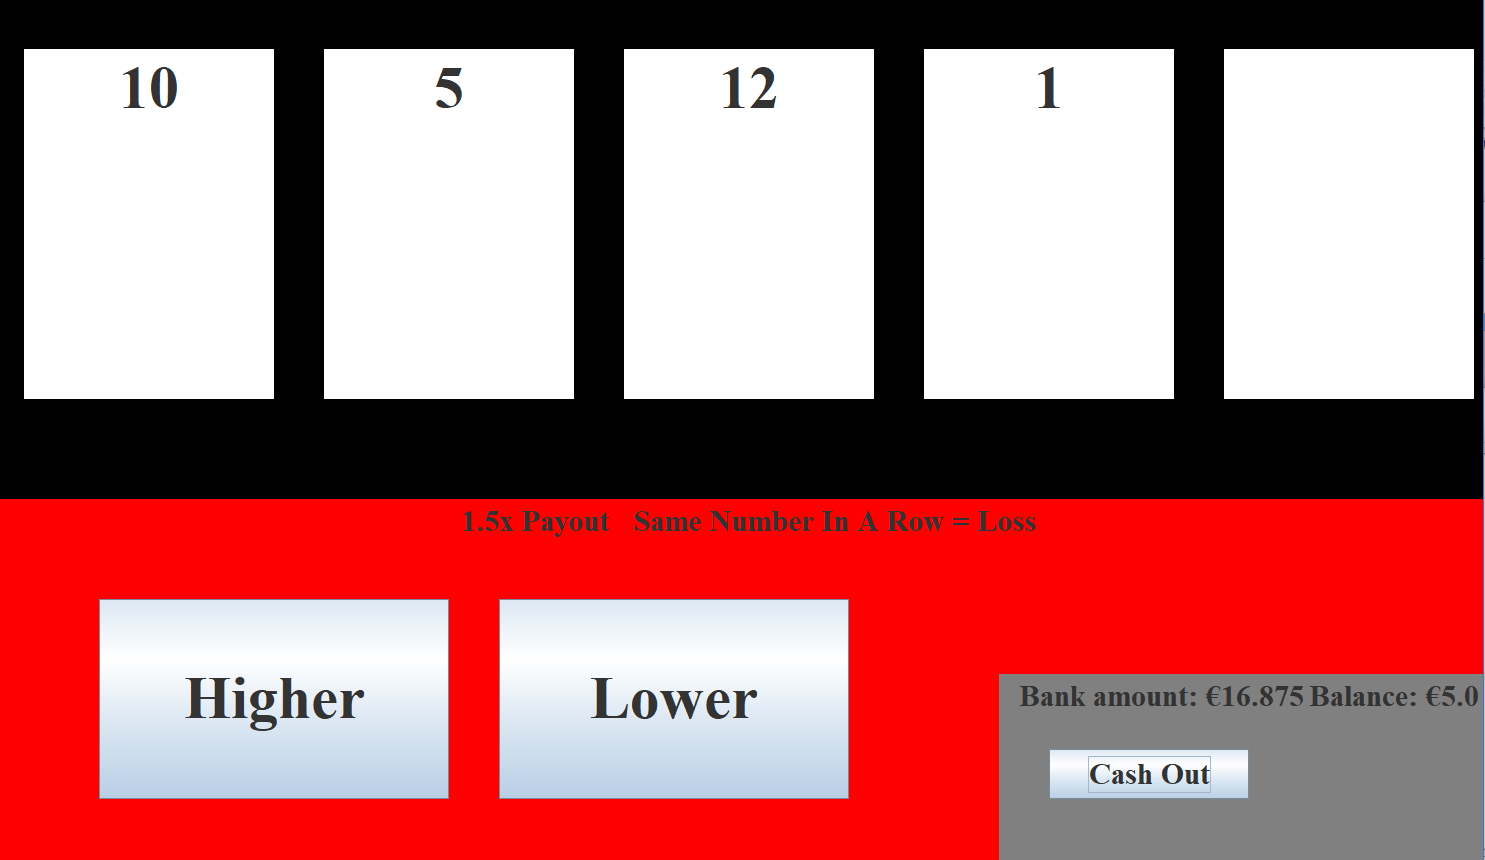 10 5 12 1
1.5x Payout Same Number In A Row = Loss
Higher Lower
Bank amount: €16.875 Balance: €5.0
Cash Out